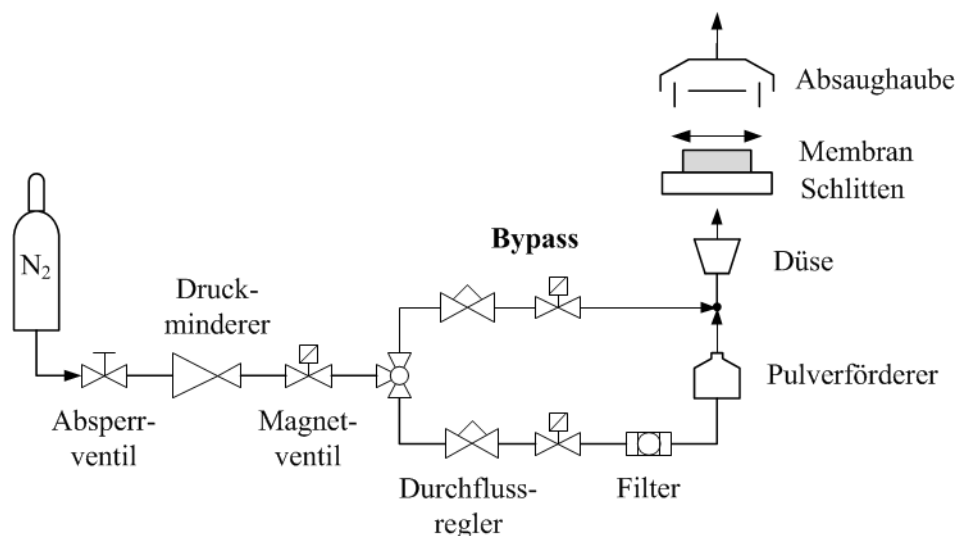 Absaughaube
Membran
Schlitten
Bypass
N₂
Düse
Druck-
minderer
Pulverförderer
Absperr-
ventil
Magnet-
ventil
Durchfluss-
regler
Filter